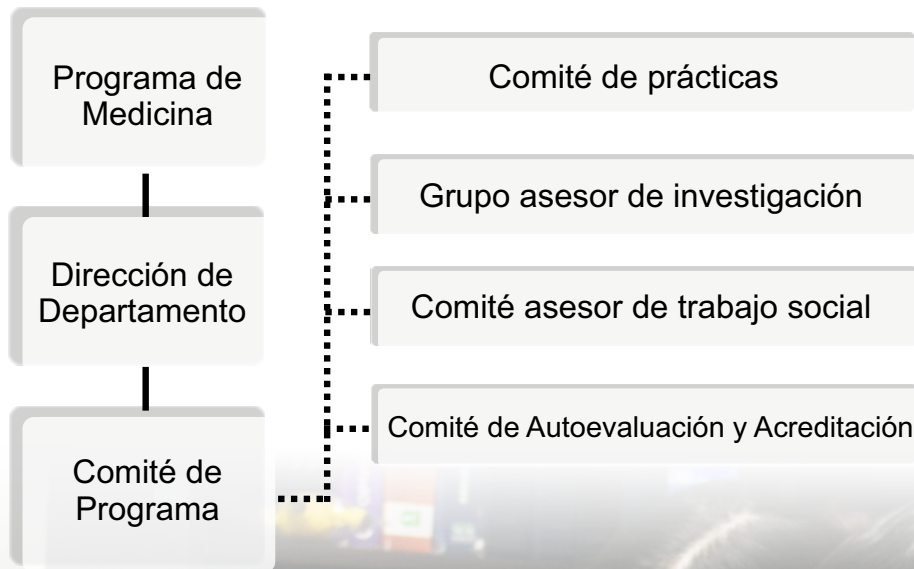 Programa de
Medicina
Dirección de
Departamento
Comité de
Programa
Comité de prácticas
Grupo asesor de investigación
Comité asesor de trabajo social
Comité de Autoevaluación y Acreditación